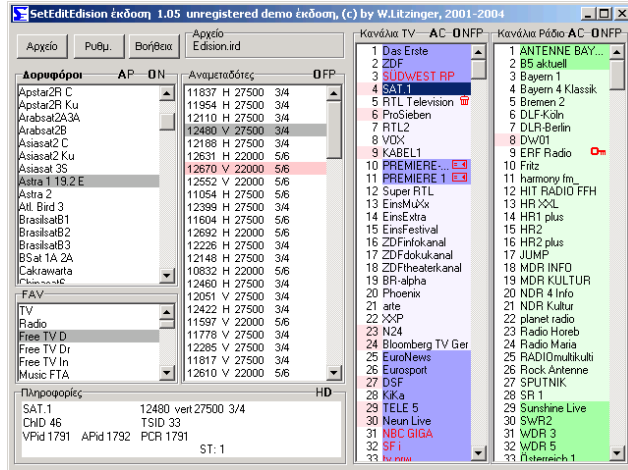 SetEditEdision έκδοση 1.05 unregistered demo έκδοση, (c) by W.Litzinger, 2001-2004
Αρχείο
Ρυθμ.
Βοήθεια
Αρχείο
Edision.ird
Δορυφόροι AP ON
Apstar2R C
Apstar2R Ku
Arabsat2A3A
Arabsat2B
Asiasat2 C
Asiasat2 Ku
Asiasat 3S
Astra 1 19.2 E
Astra 2
Atl. Bird 3
BrasilsatB1
BrasilsatB2
BrasilsatB3
BSat 1A 2A
Cakrawarta
FAV
TV
Radio
Free TV D
Free TV Dr
Free TV In
Music FTA
Αναμεταδότες OFP
11837 H 27500 3/4
11954 H 27500 3/4
12110 H 27500 3/4
12480 V 27500 3/4
12188 H 27500 3/4
12631 H 22000 5/6
12670 V 22000 5/6
12552 V 22000 5/6
11054 H 27500 5/6
12399 H 27500 3/4
11604 H 27500 5/6
12692 H 22000 5/6
12226 H 27500 3/4
12148 H 27500 3/4
10832 H 22000 5/6
12460 H 27500 3/4
12051 V 27500 3/4
12422 H 27500 3/4
11597 V 22000 5/6
11778 V 27500 3/4
12285 V 27500 3/4
11817 V 27500 3/4
12610 V 22000 5/6
Πληροφορίες HD
SAT.1 12480 vert 27500 3/4
ChID 46 TSID 33
VPid 1791 APid 1792 PCR 1791
ST: 1
Κανάλια TV AC ONFP
1 Das Erste
2 ZDF
3 SÜDWEST RP
4 SAT.1
5 RTL Television
6 ProSieben
7 RTL2
8 VOX
9 KABEL1
10 PREMIERE-...
11 PREMIERE 1
12 Super RTL
13 EinsMuXx
14 EinsExtra
15 EinsFestival
16 ZDFinfokanal
17 ZDFdokukanal
18 ZDFtheaterkanal
19 BR-alpha
20 Phoenix
21 arte
22 XXP
23 N24
24 Bloomberg TV Ger
25 EuroNews
26 Eurosport
27 DSF
28 KiKa
29 TELE 5
30 Neun Live
31 NBC GIGA
32 SF i
33 tv nrw
Κανάλια Ράδιο AC ONFP
1 ANTENNE BAY...
2 B5 aktuell
3 Bayern 1
4 Bayern 4 Klassik
5 Bremen 2
6 DLF-Köln
7 DLR-Berlin
8 DW01
9 ERF Radio
10 Fritz
11 harmony fm_
12 HIT RADIO FFH
13 HR XXL
14 HR1 plus
15 HR2
16 HR2 plus
17 JUMP
18 MDR INFO
19 MDR KULTUR
20 NDR 4 Info
21 NDR Kultur
22 planet radio
23 Radio Horeb
24 Radio Maria
25 RADIOmultikulti
26 Rock Antenne
27 SPUTNIK
28 SR 1
29 Sunshine Live
30 SWR2
31 WDR 3
32 WDR 5
33 Österreich 1